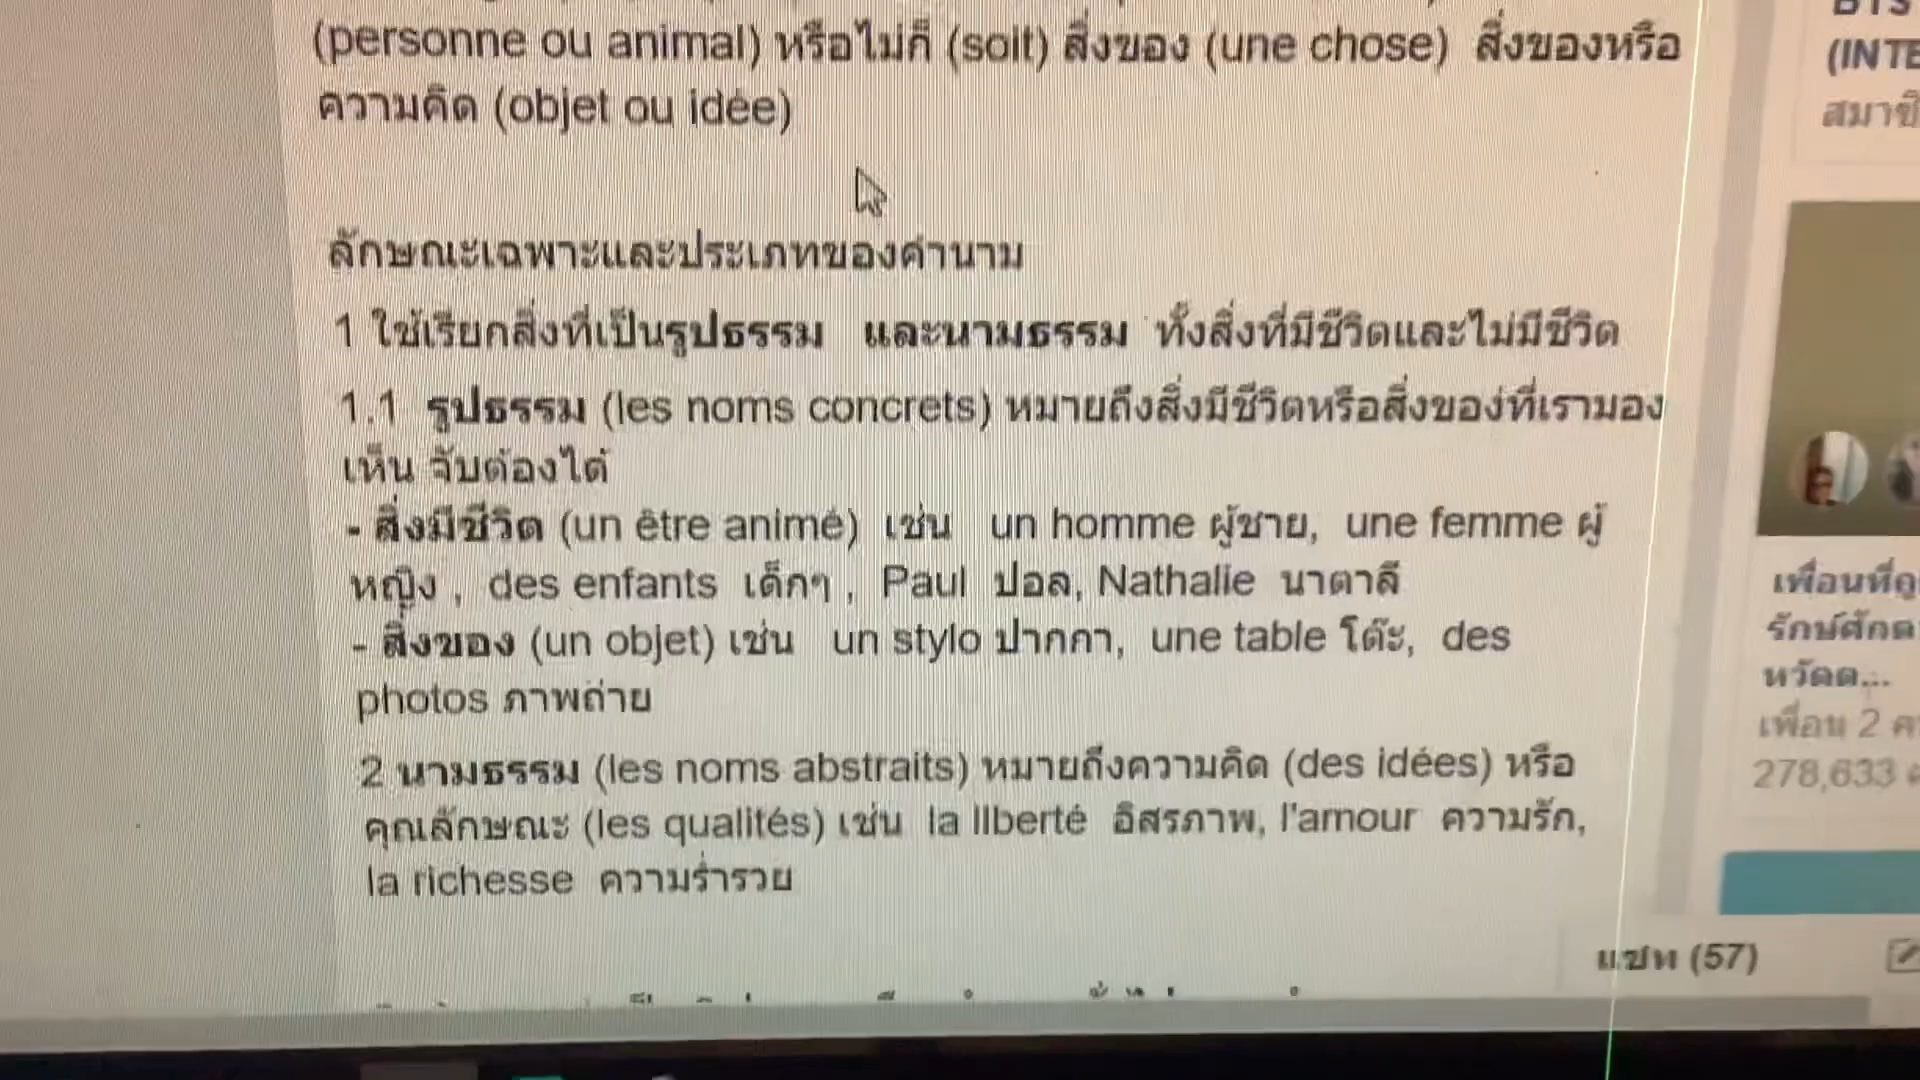 (personne ou animal) หรือไม่ก็ (soit) สิ่งของ (une chose) สิ่งของหรือ
ความคิด (objet ou idée)
ลักษณะเฉพาะและประเภทของคำนาม
1 ใช้เรียกสิ่งที่เป็นรูปธรรม และนามธรรม ทั้งสิ่งที่มีชีวิตและไม่มีชีวิต
1.1 รูปธรรม (les noms concrets) หมายถึงสิ่งมีชีวิตหรือสิ่งของที่เรามอง
เห็น จับต้องได้
- สิ่งมีชีวิต (un être animé) เช่น un homme ผู้ชาย, une femme ผู้
หญิง , des enfants เด็กๆ , Paul ปอล, Nathalie นาตาลี
- สิ่งของ (un objet) เช่น un stylo ปากกา, une table โต๊ะ, des
photos ภาพถ่าย
2 นามธรรม (les noms abstraits) หมายถึงความคิด (des idées) หรือ
คุณลักษณะ (les qualités) เช่น la liberté อิสรภาพ, l'amour ความรัก,
la richesse ความร่ำรวย
BTS
(INTE
สมาชิ
เพื่อนที่ถู
หวัดด...
เพื่อน 2 ค
278,633
แชท (57)